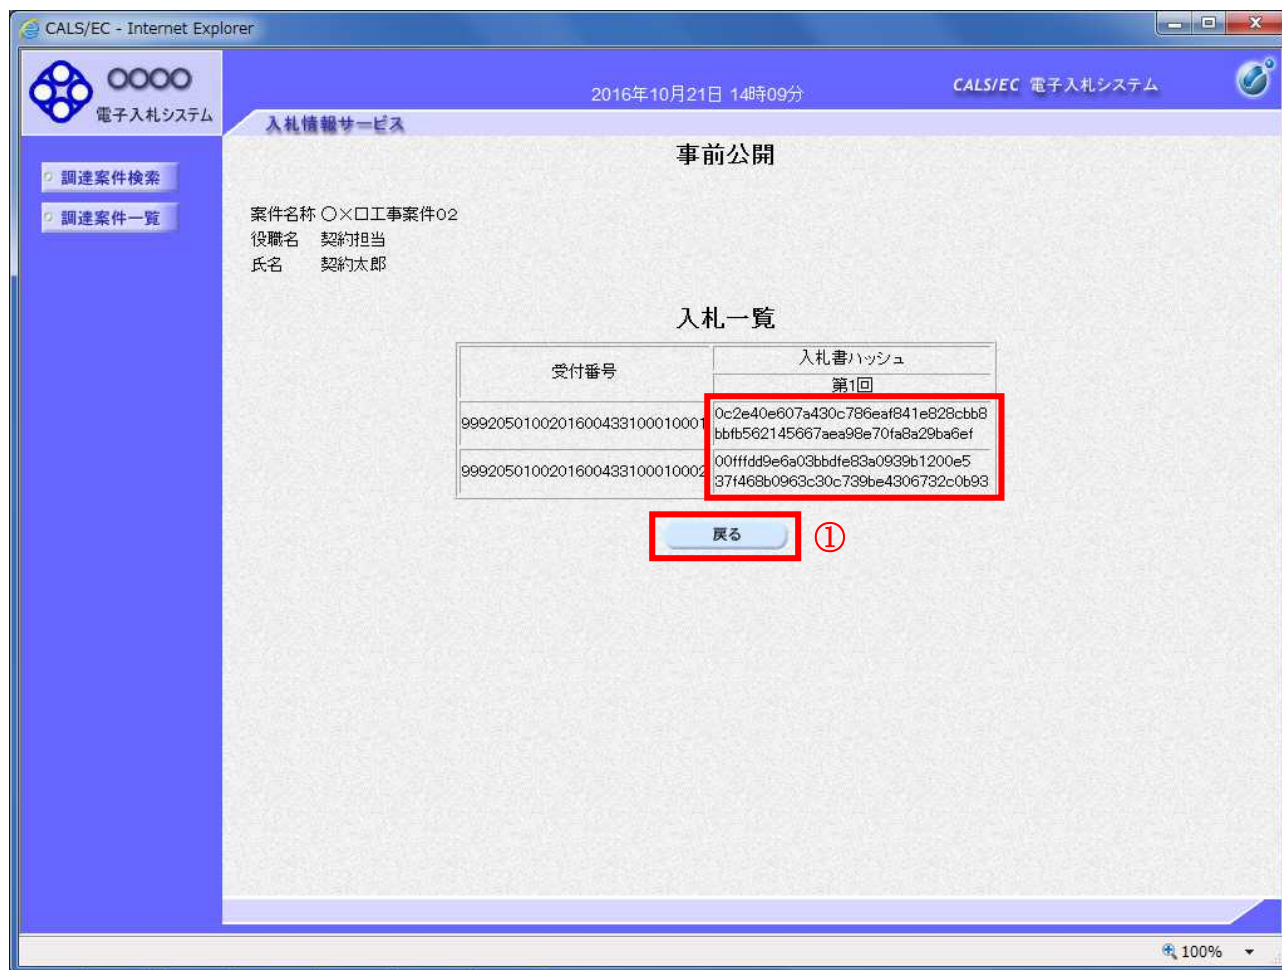 CALS/EC - Internet Explorer
〇〇〇〇
電子入札システム
2016年10月21日 14時09分
CALS/EC 電子入札システム
入札情報サービス
調達案件検索
調達案件一覧
事前公開
案件名称 〇×口工事案件02
役職名 契約担当
氏名 契約太郎
入札一覧
受付番号
入札書ハッシュ
第1回
9992050100201600433100010001
0c2e40e607a430c786eaf841e828cbb8
bbfb562145667aea98e70fa8a29ba6ef
9992050100201600433100010002
00fffdd9e6a03bbdfe83a0939b1200e5
37f468b0963c30c739be4306732c0b93
戻る
①
100%